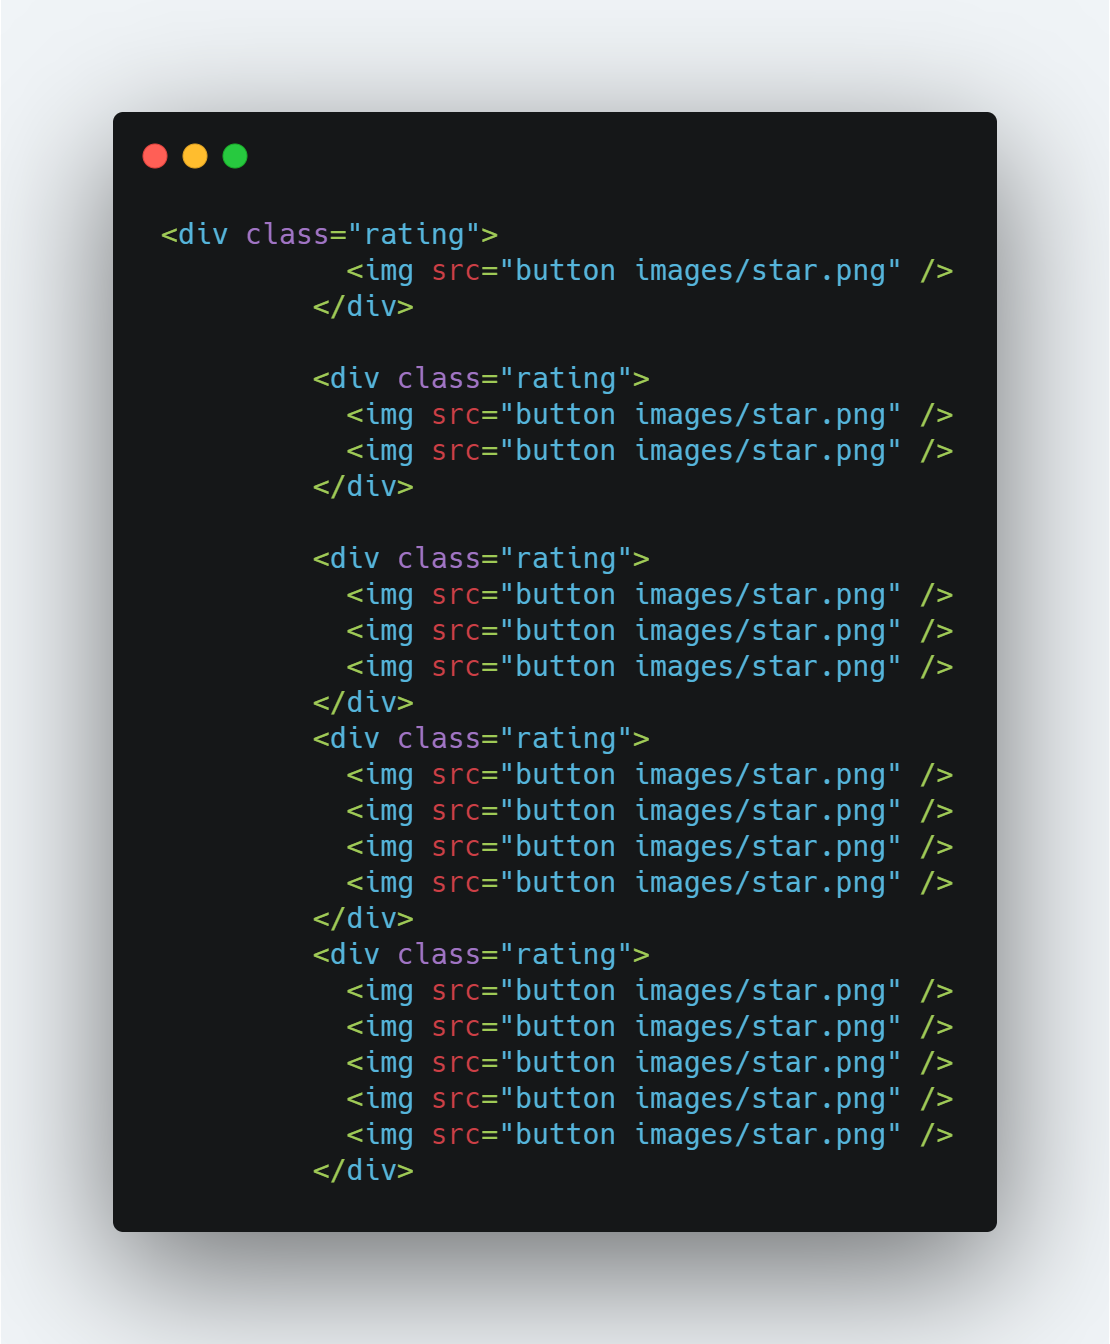 <div class="rating">
           <img src="button images/star.png" />
         </div>

         <div class="rating">
           <img src="button images/star.png" />
           <img src="button images/star.png" />
         </div>

         <div class="rating">
           <img src="button images/star.png" />
           <img src="button images/star.png" />
           <img src="button images/star.png" />
         </div>
         <div class="rating">
           <img src="button images/star.png" />
           <img src="button images/star.png" />
           <img src="button images/star.png" />
           <img src="button images/star.png" />
         </div>
         <div class="rating">
           <img src="button images/star.png" />
           <img src="button images/star.png" />
           <img src="button images/star.png" />
           <img src="button images/star.png" />
           <img src="button images/star.png" />
         </div>